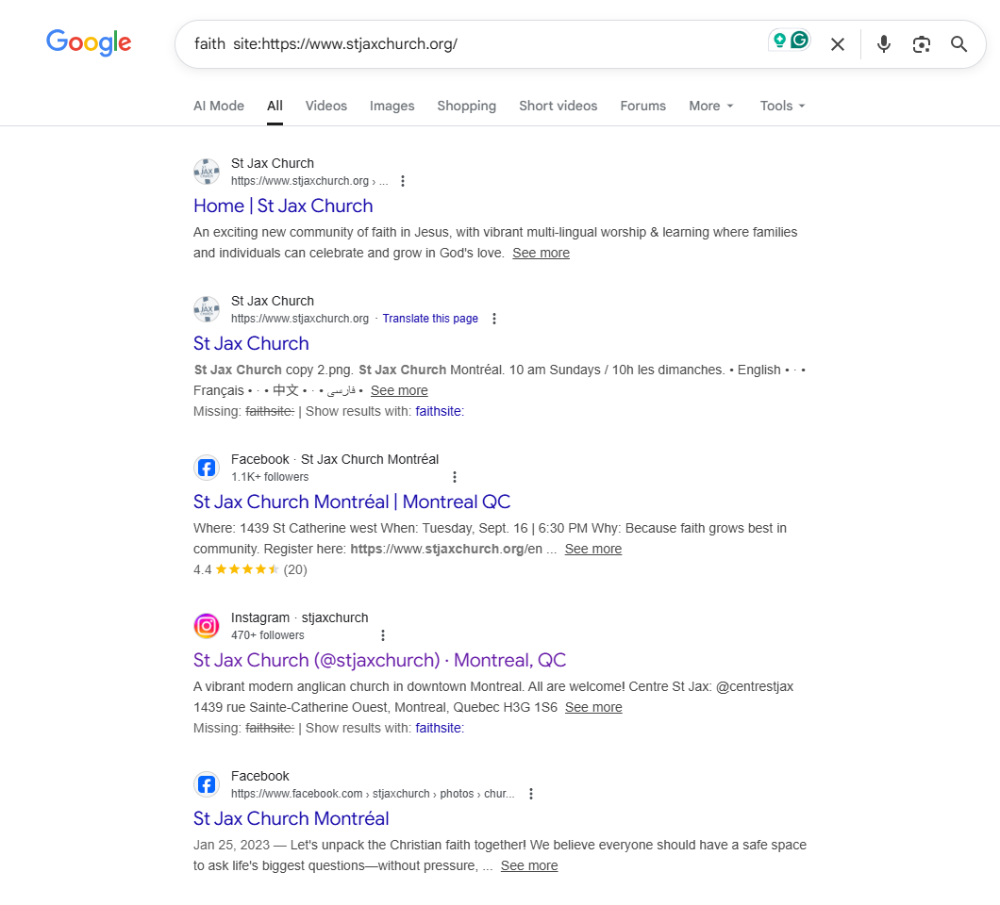 Google
faith  site:https://www.stjaxchurch.org/
AI Mode All Videos Images Shopping Short videos Forums More Tools
St Jax Church
https://www.stjaxchurch.org › ...
Home | St Jax Church
An exciting new community of faith in Jesus, with vibrant multi-lingual worship & learning where families
and individuals can celebrate and grow in God's love. See more
St Jax Church
https://www.stjaxchurch.org · Translate this page
St Jax Church
St Jax Church copy 2.png. St Jax Church Montréal. 10 am Sundays / 10h les dimanches. • English • · •
Français • · • 中文 • · • فارسی • See more
Missing: faithsite: | Show results with: faithsite:
Facebook · St Jax Church Montréal
1.1K+ followers
St Jax Church Montréal | Montreal QC
Where: 1439 St Catherine west When: Tuesday, Sept. 16 | 6:30 PM Why: Because faith grows best in
community. Register here: https://www.stjaxchurch.org/en ... See more
4.4 ★★★★★ (20)
Instagram · stjaxchurch
470+ followers
St Jax Church (@stjaxchurch) · Montreal, QC
A vibrant modern anglican church in downtown Montreal. All are welcome! Centre St Jax: @centrestjax
1439 rue Sainte-Catherine Ouest, Montreal, Quebec H3G 1S6 See more
Missing: faithsite: | Show results with: faithsite:
Facebook
https://www.facebook.com › stjaxchurch › photos › chur...
St Jax Church Montréal
Jan 25, 2023 — Let's unpack the Christian faith together! We believe everyone should have a safe space
to ask life's biggest questions—without pressure, ... See more